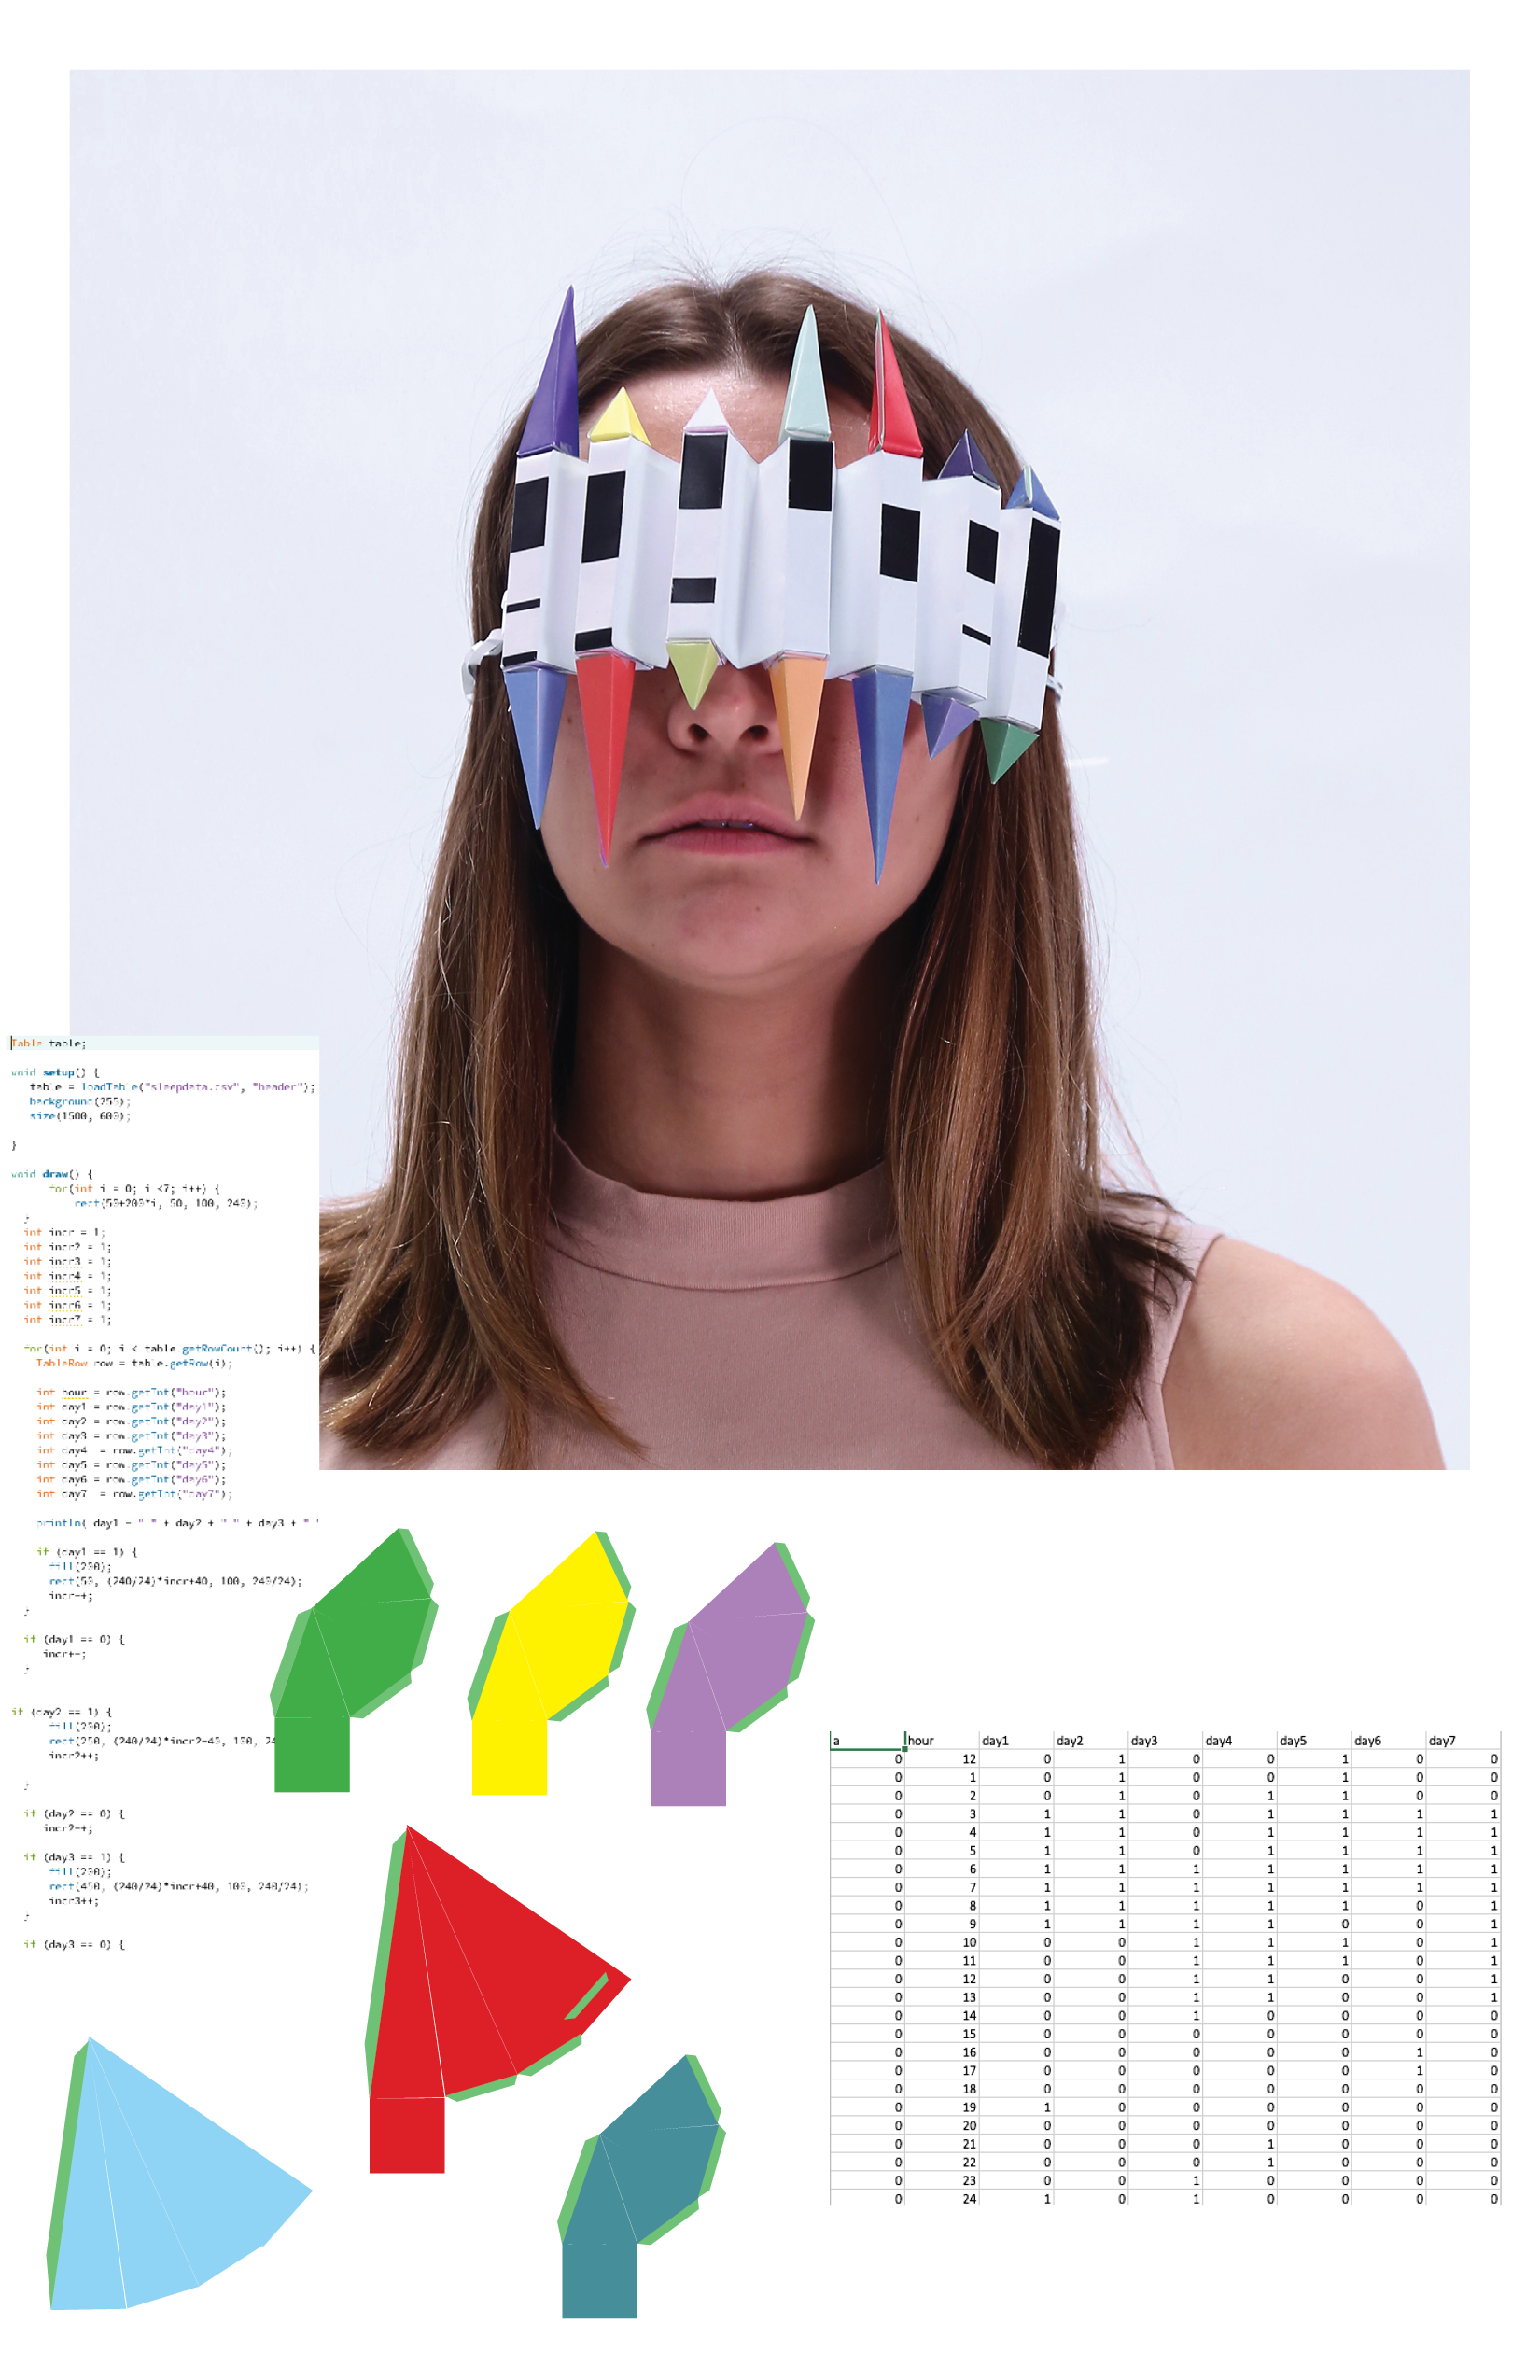 Table table;
void setup() {
table = loadTable("sleepdata.csv", "header");
background(255);
size(1500, 600);
}
void draw() {
for(int i = 0; i <7; i++) {
rect(50+200*i, 50, 100, 240);
}
int incr = 1;
int incr2 = 1;
int incr3 = 1;
int incr4 = 1;
int incr5 = 1;
int incr6 = 1;
int incr7 = 1;
for(int i = 0; i < table.getRowCount(); i++) {
TableRow row = table.getRow(i);
int hour = row.getInt("hour");
int day1 = row.getInt("day1");
int day2 = row.getInt("day2");
int day3 = row.getInt("day3");
int day4 = row.getInt("day4");
int day5 = row.getInt("day5");
int day6 = row.getInt("day6");
int day7 = row.getInt("day7");
println( day1 + " " + day2 + " " + day3 + " "
if (day1 == 1) {
fill(200);
rect(50, (240/24)*incr+40, 100, 240/24);
incr++;
}
if (day1 == 0) {
incr++;
}
if (day2 == 1) {
fill(200);
rect(250, (240/24)*incr2+40, 100, 24
incr2++;
}
if (day2 == 0) {
incr2++;
}
if (day3 == 1) {
fill(200);
rect(450, (240/24)*incr+40, 100, 240/24);
incr3++;
}
if (day3 == 0) {
a hour day1 day2 day3 day4 day5 day6 day7
0 12 0 1 0 0 1 0 0
0 1 0 1 0 0 1 0 0
0 2 0 1 0 1 1 0 0
0 3 1 1 0 1 1 1 1
0 4 1 1 0 1 1 1 1
0 5 1 1 0 1 1 1 1
0 6 1 1 1 1 1 1 1
0 7 1 1 1 1 1 1 1
0 8 1 1 1 1 1 0 1
0 9 1 1 1 1 0 0 1
0 10 0 0 1 1 1 0 1
0 11 0 0 1 1 1 0 1
0 12 0 0 1 1 0 0 1
0 13 0 0 1 1 0 0 1
0 14 0 0 1 0 0 0 0
0 15 0 0 0 0 0 0 0
0 16 0 0 0 0 0 1 0
0 17 0 0 0 0 0 1 0
0 18 0 0 0 0 0 0 0
0 19 1 0 0 0 0 0 0
0 20 0 0 0 0 0 0 0
0 21 0 0 0 1 0 0 0
0 22 0 0 0 1 0 0 0
0 23 0 0 1 0 0 0 0
0 24 1 0 1 0 0 0 0